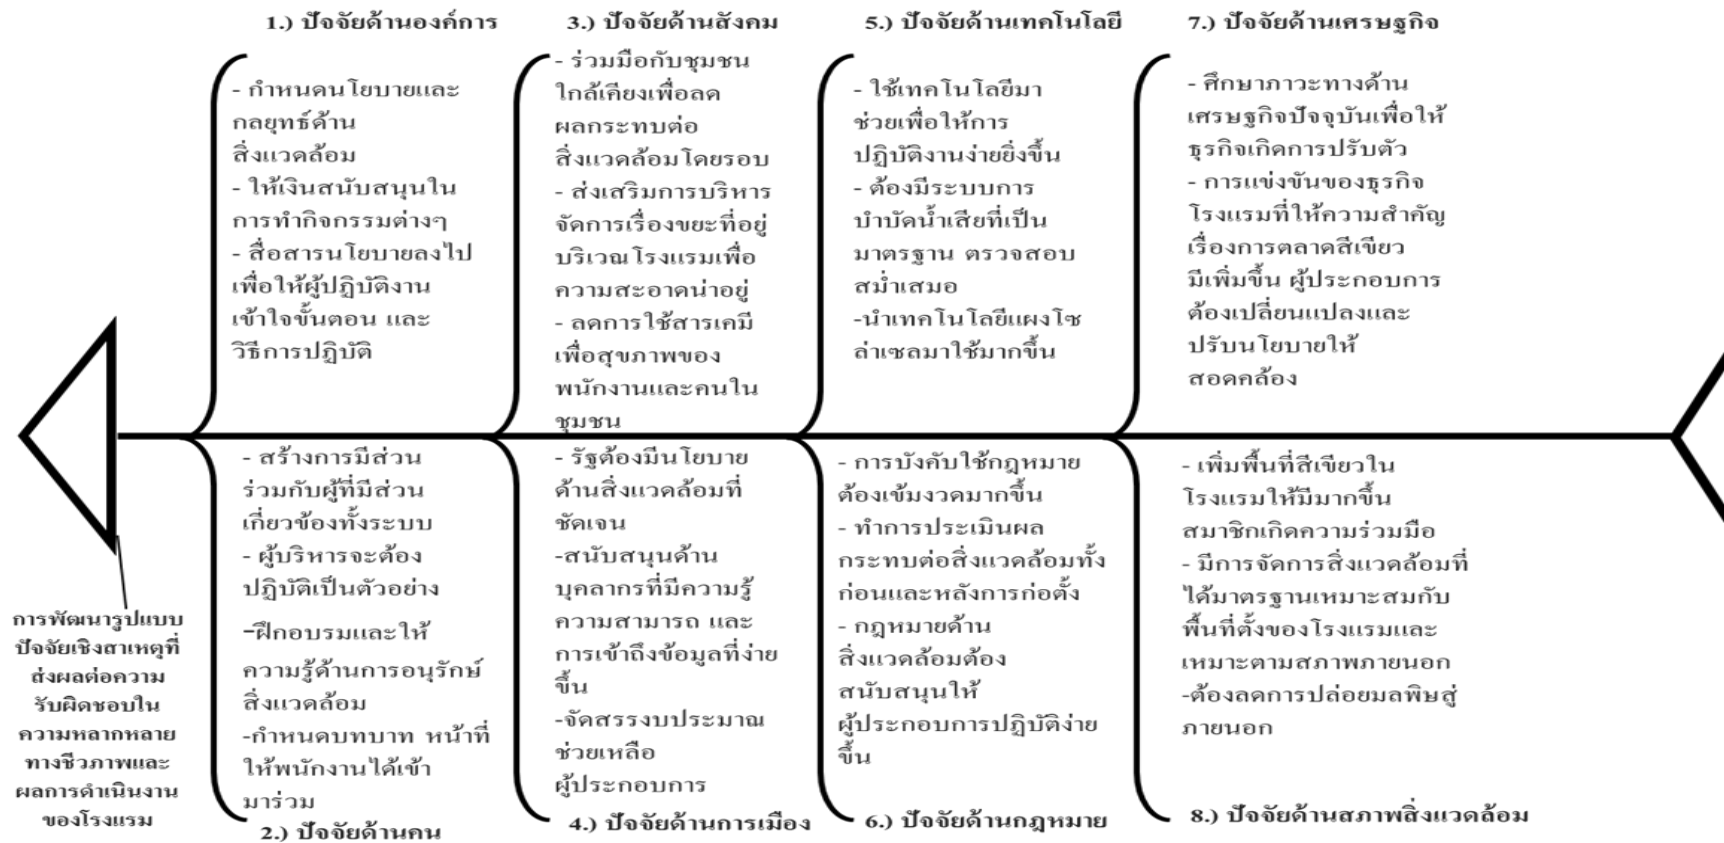 1.) ปัจจัยด้านองค์การ
- กำหนดนโยบายและ
กลยุทธ์ด้าน
สิ่งแวดล้อม
- ให้เงินสนับสนุนใน
การทำกิจกรรมต่างๆ
- สื่อสารนโยบายลงไป
เพื่อให้ผู้ปฏิบัติงาน
เข้าใจขั้นตอน และ
วิธีการปฏิบัติ
3.) ปัจจัยด้านสังคม
- ร่วมมือกับชุมชน
ใกล้เคียงเพื่อลด
ผลกระทบต่อ
สิ่งแวดล้อมโดยรอบ
- ส่งเสริมการบริหาร
จัดการเรื่องขยะที่อยู่
บริเวณโรงแรมเพื่อ
ความสะอาดน่าอยู่
- ลดการใช้สารเคมี
เพื่อสุขภาพของ
พนักงานและคนใน
ชุมชน
5.) ปัจจัยด้านเทคโนโลยี
- ใช้เทคโนโลยีมา
ช่วยเพื่อให้การ
ปฏิบัติงานง่ายยิ่งขึ้น
- ต้องมีระบบการ
บำบัดน้ำเสียที่เป็น
มาตรฐาน ตรวจสอบ
สม่ำเสมอ
-นำเทคโนโลยีแผงโซ
ล่าเซลมาใช้มากขึ้น
7.) ปัจจัยด้านเศรษฐกิจ
- ศึกษาภาวะทางด้าน
เศรษฐกิจปัจจุบันเพื่อให้
ธุรกิจเกิดการปรับตัว
- การแข่งขันของธุรกิจ
โรงแรมที่ให้ความสำคัญ
เรื่องการตลาดสีเขียว
มีเพิ่มขึ้น ผู้ประกอบการ
ต้องเปลี่ยนแปลงและ
ปรับนโยบายให้
สอดคล้อง
การพัฒนารูปแบบ
ปัจจัยเชิงสาเหตุที่
ส่งผลต่อความ
รับผิดชอบใน
ความหลากหลาย
ทางชีวภาพและ
ผลการดำเนินงาน
ของโรงแรม
- สร้างการมีส่วน
ร่วมกับผู้ที่มีส่วน
เกี่ยวข้องทั้งระบบ
- ผู้บริหารจะต้อง
ปฏิบัติเป็นตัวอย่าง
-ฝึกอบรมและให้
ความรู้ด้านการอนุรักษ์
สิ่งแวดล้อม
-กำหนดบทบาท หน้าที่
ให้พนักงานได้เข้า
มาร่วม
2.) ปัจจัยด้านคน
- รัฐต้องมีนโยบาย
ด้านสิ่งแวดล้อมที่
ชัดเจน
-สนับสนุนด้าน
บุคลากรที่มีความรู้
ความสามารถ และ
การเข้าถึงข้อมูลที่ง่าย
ขึ้น
-จัดสรรงบประมาณ
ช่วยเหลือ
ผู้ประกอบการ
4.) ปัจจัยด้านการเมือง
- การบังคับใช้กฎหมาย
ต้องเข้มงวดมากขึ้น
- ทำการประเมินผล
กระทบต่อสิ่งแวดล้อมทั้ง
ก่อนและหลังการก่อตั้ง
- กฎหมายด้าน
สิ่งแวดล้อมต้อง
สนับสนุนให้
ผู้ประกอบการปฏิบัติง่าย
ขึ้น
6.) ปัจจัยด้านกฎหมาย
- เพิ่มพื้นที่สีเขียวใน
โรงแรมให้มีมากขึ้น
สมาชิกเกิดความร่วมมือ
- มีการจัดการสิ่งแวดล้อมที่
ได้มาตรฐานเหมาะสมกับ
พื้นที่ตั้งของโรงแรมและ
เหมาะตามสภาพภายนอก
-ต้องลดการปล่อยมลพิษสู่
ภายนอก
8.) ปัจจัยด้านสภาพสิ่งแวดล้อม